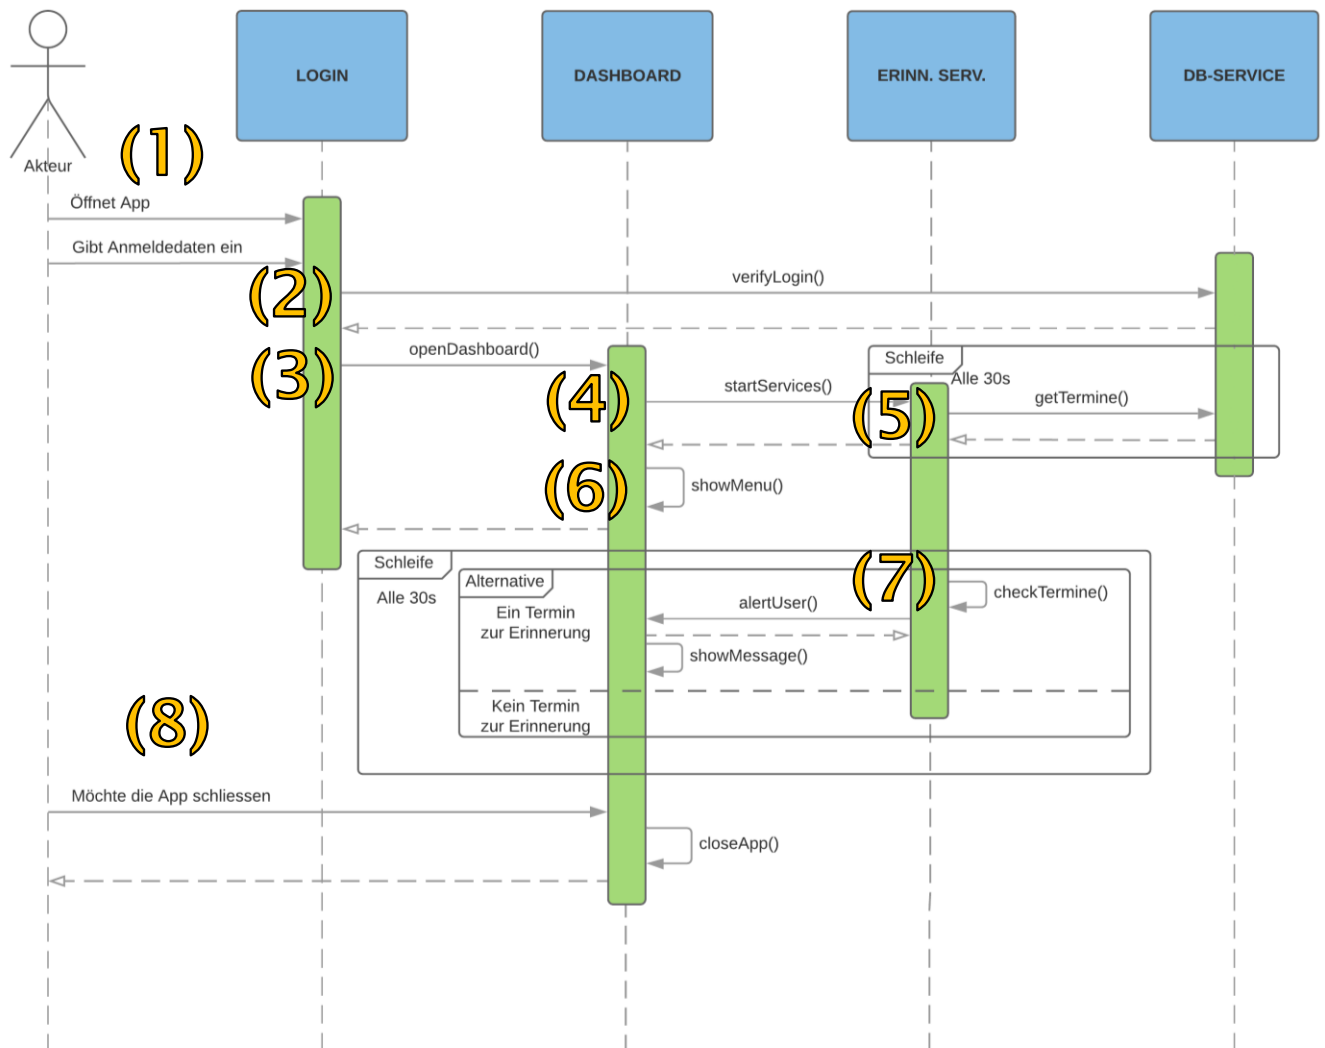 LOGIN
DASHBOARD
ERINN. SERV.
DB-SERVICE
Akteur
(1)
Öffnet App
Gibt Anmeldedaten ein
(2)
verifyLogin()
(3)
openDashboard()
Schleife
Alle 30s
(4)
startServices()
(5)
getTermine()
(6)
showMenu()
Schleife
Alle 30s
Alternative
(7)
checkTermine()
Ein Termin
zur Erinnerung
alertUser()
showMessage()
Kein Termin
zur Erinnerung
(8)
Möchte die App schliessen
closeApp()